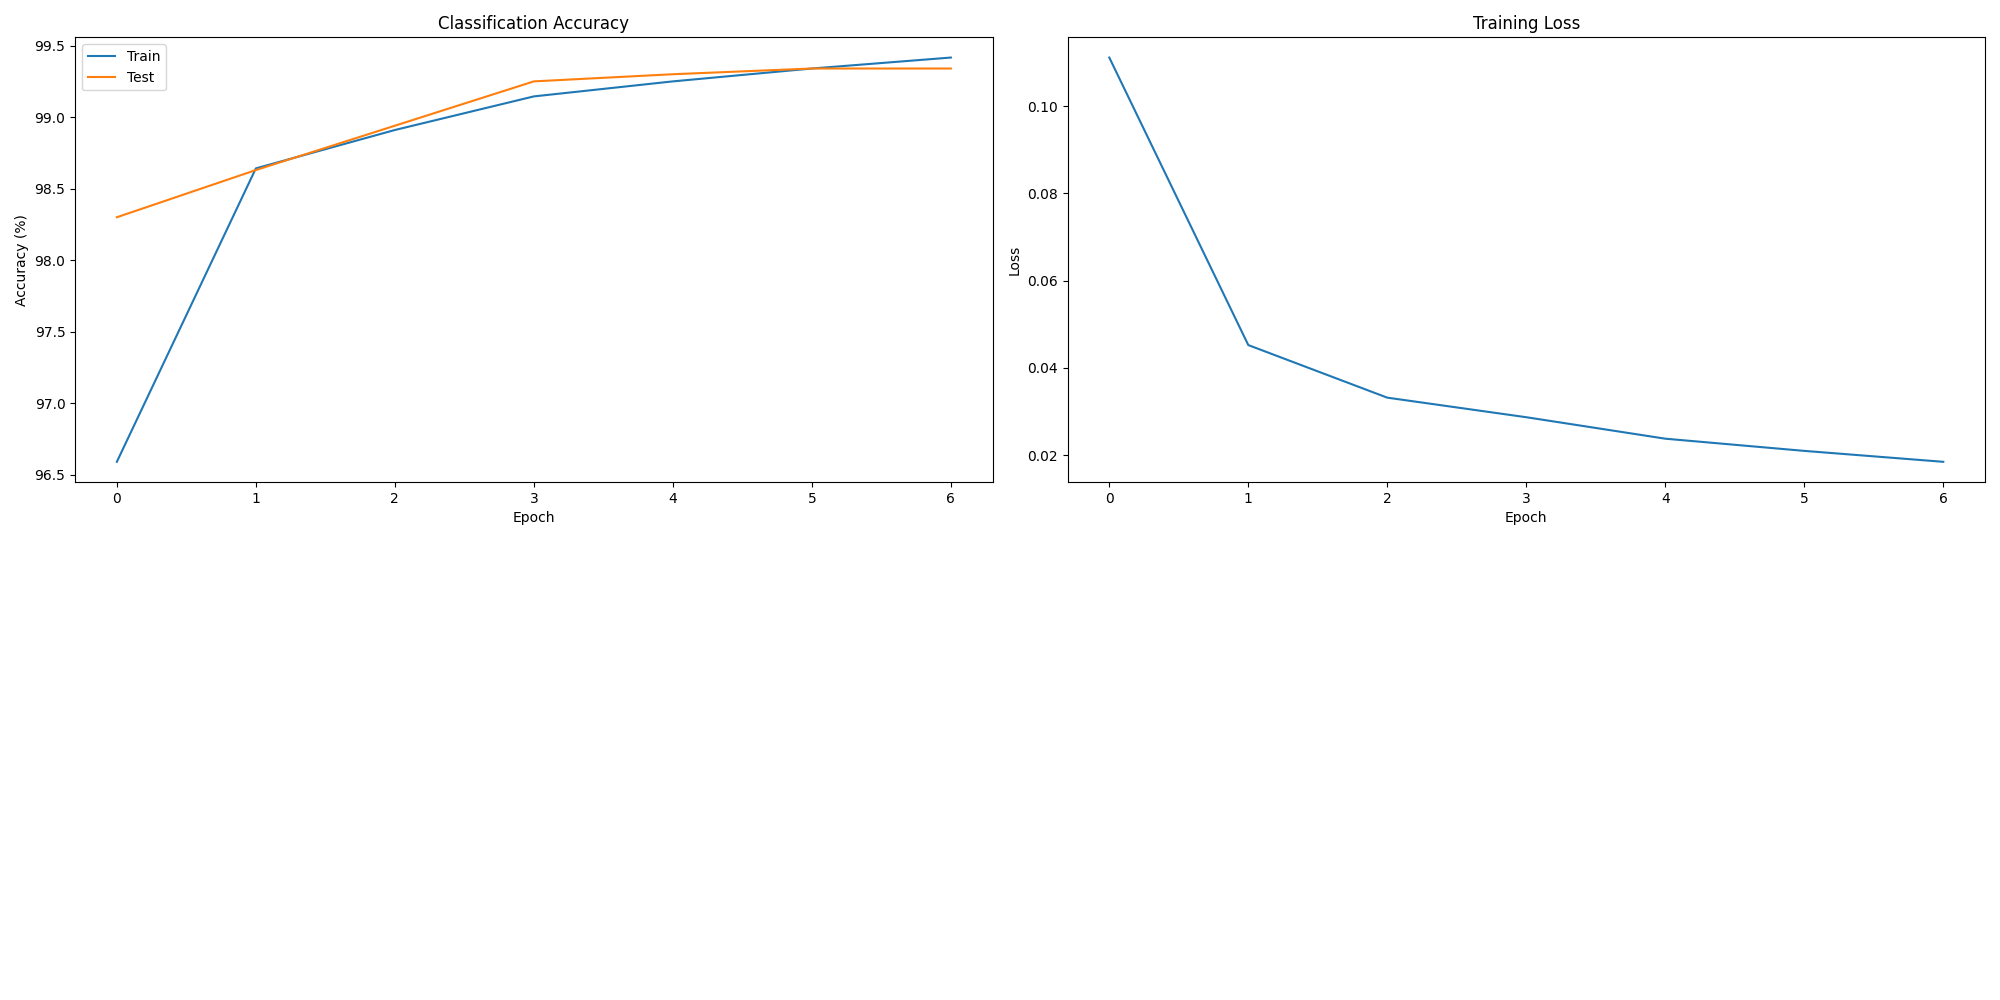 Classification Accuracy
Train
Test
99.5
99.0
98.5
98.0
97.5
97.0
96.5
Accuracy (%)
0 1 2 3 4 5 6
Epoch
Training Loss
0.10
0.08
0.06
0.04
0.02
Loss
0 1 2 3 4 5 6
Epoch